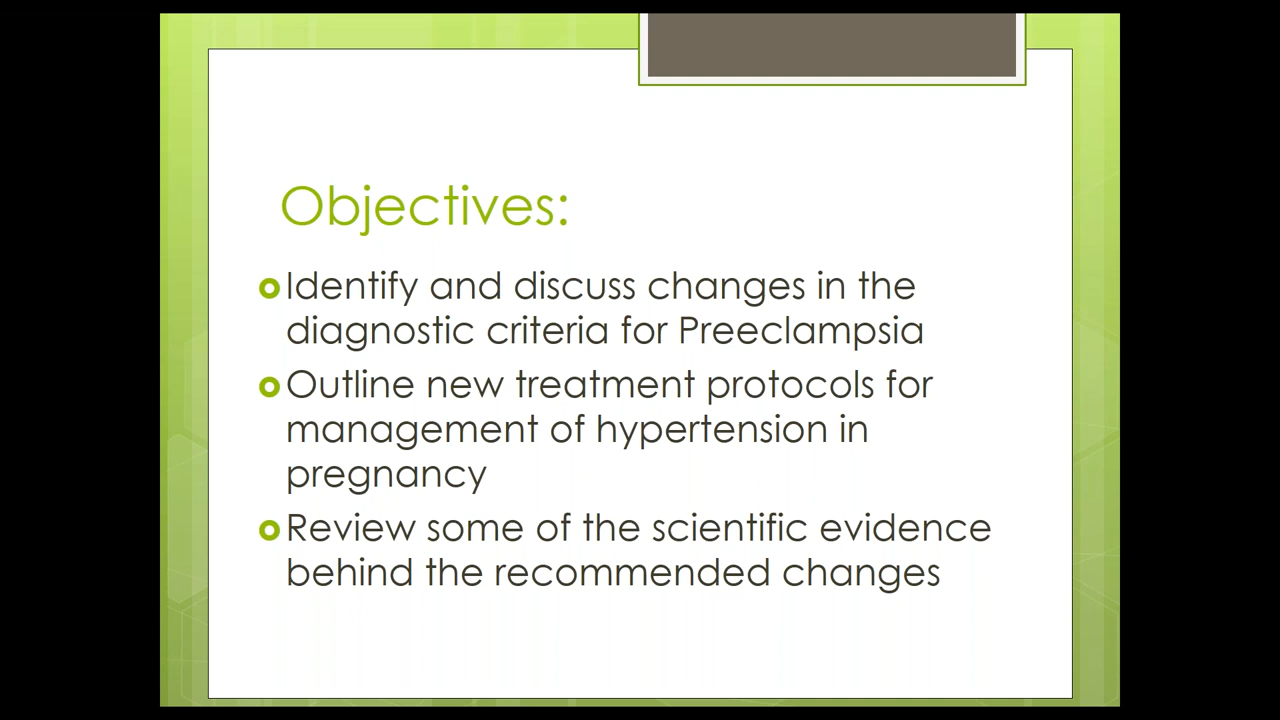 Objectives:
Identify and discuss changes in the
diagnostic criteria for Preeclampsia
Outline new treatment protocols for
management of hypertension in
pregnancy
Review some of the scientific evidence
behind the recommended changes